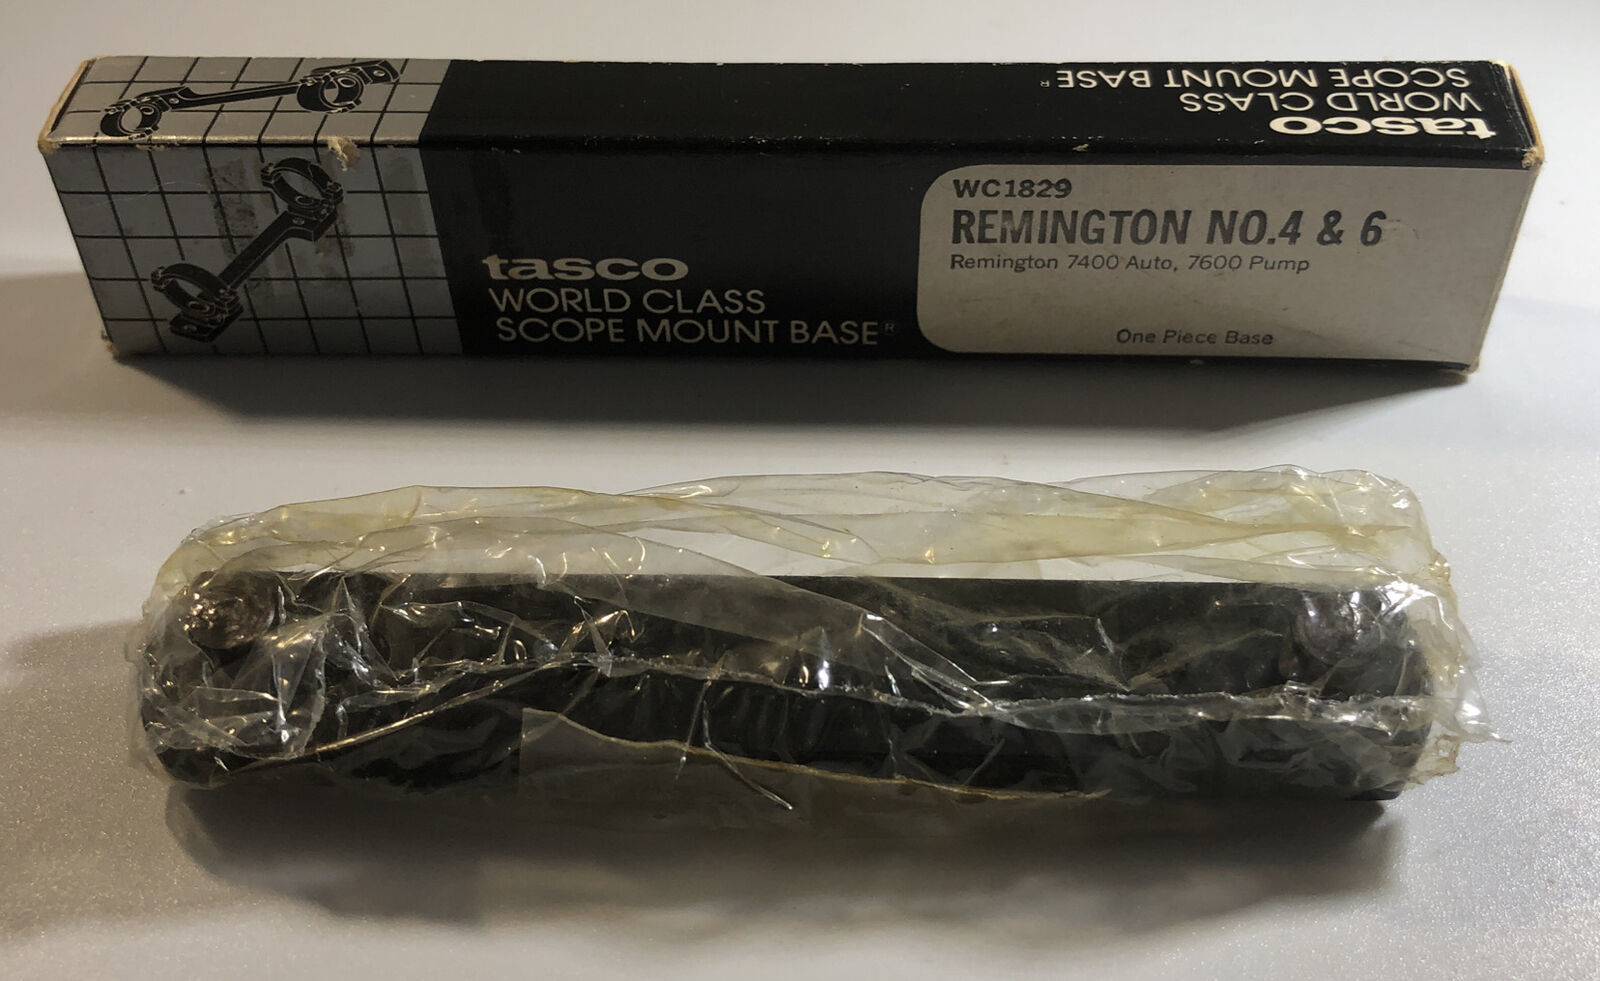 tasco
WORLD CLASS
SCOPE MOUNT BASE®
WC1829
REMINGTON NO.4 & 6
Remington 7400 Auto, 7600 Pump
One Piece Base
tasco
WORLD CLASS
SCOPE MOUNT BASE®